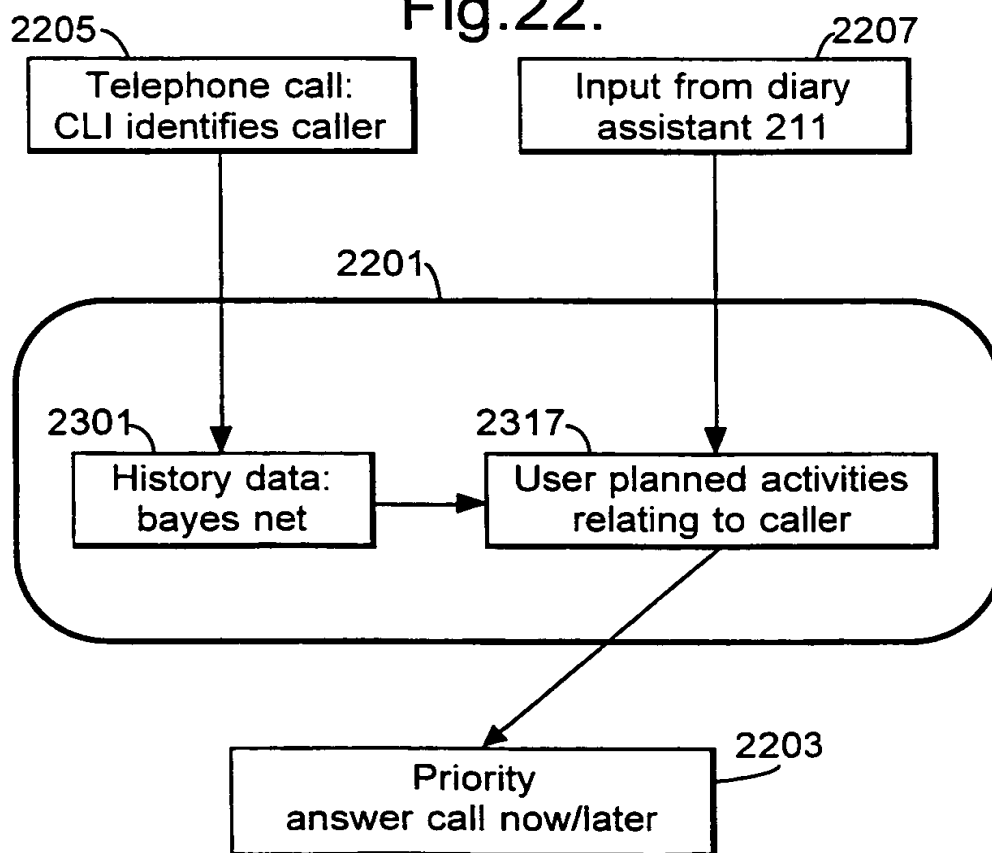 Fig.22.
2205
2207
Telephone call:
CLI identifies caller
Input from diary
assistant 211
2201
2301
2317
History data:
bayes net
User planned activities
relating to caller
2203
Priority
answer call now/later